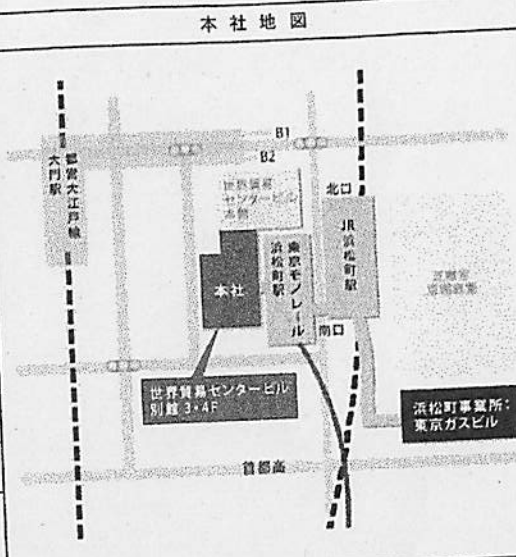 本社地図
B1
B2
都営大江戸線
大門駅
世界貿易
センタービル
本館
北口
JR浜松町駅
東京モノレール
浜松町駅
本社
南口
世界貿易センタービル
別館 3・4F
浜松町事業所:
東京ガスビル
首都高